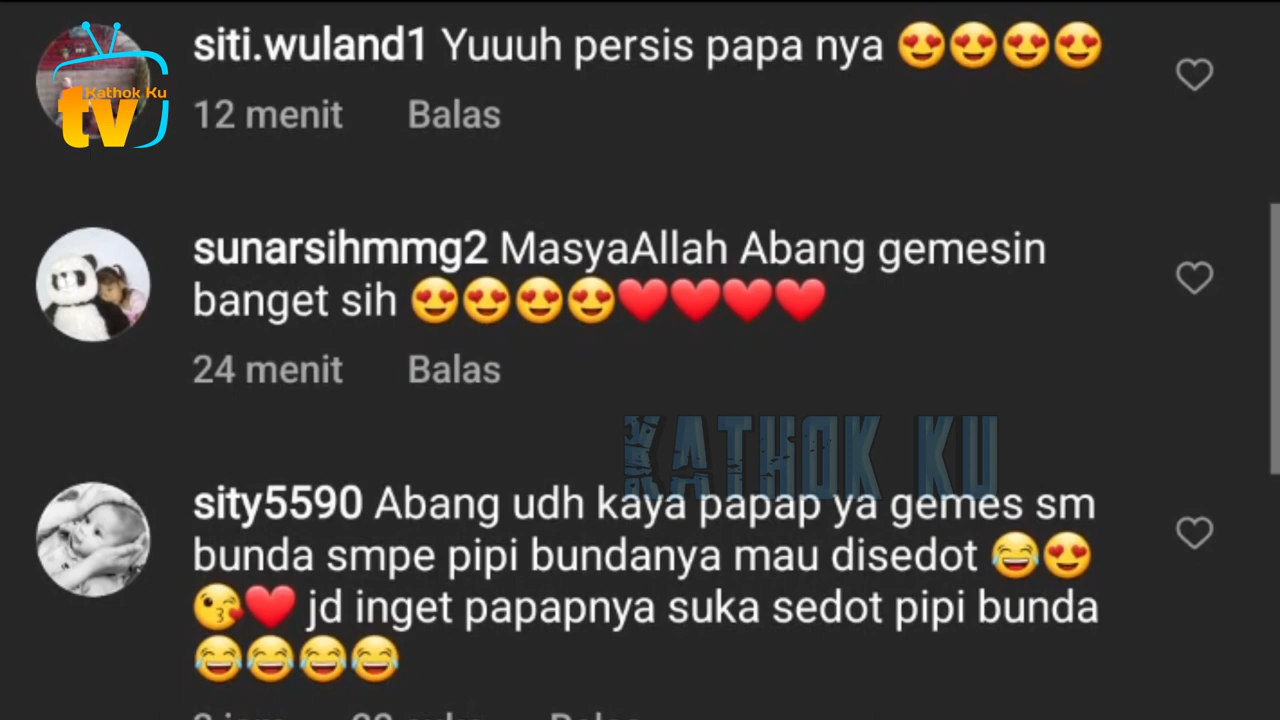 siti.wuland1 Yuuuh persis papa nya 😍😍😍😍
12 menit Balas
Kathok Ku
tv
sunarsihmmg2 MasyaAllah Abang gemesin
banget sih 😍😍😍😍❤️❤️❤️❤️
24 menit Balas
KATHOK KU
sity5590 Abang udh kaya papap ya gemes sm
bunda smpe pipi bundanya mau disedot 😂😍
😘❤️ jd inget papapnya suka sedot pipi bunda
😂😂😂😂